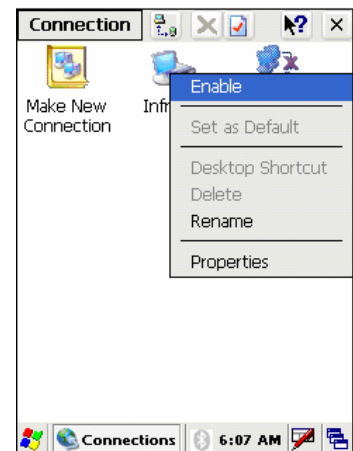 Connection
?
×
Make New
Connection
Infr
Enable
Set as Default
Desktop Shortcut
Delete
Rename
Properties
Connections
6:07 AM